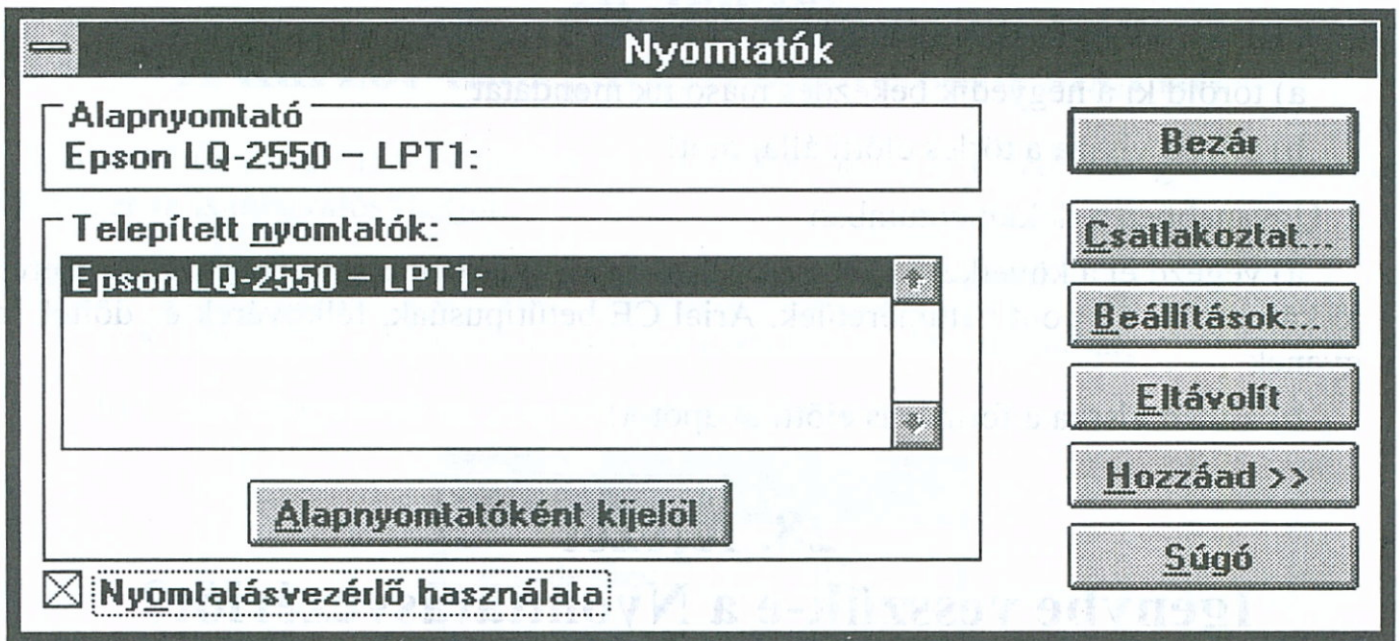 Nyomtatók
Alapnyomtató
Epson LQ-2550 – LPT1:
Telepített nyomtatók:
Epson LQ-2550 – LPT1:
Alapnyomtatóként kijelöl
Nyomtatásvezérlő használata
Bezár
Csatlakoztat...
Beállítások...
Eltávolít
Hozzáad >>
Súgó